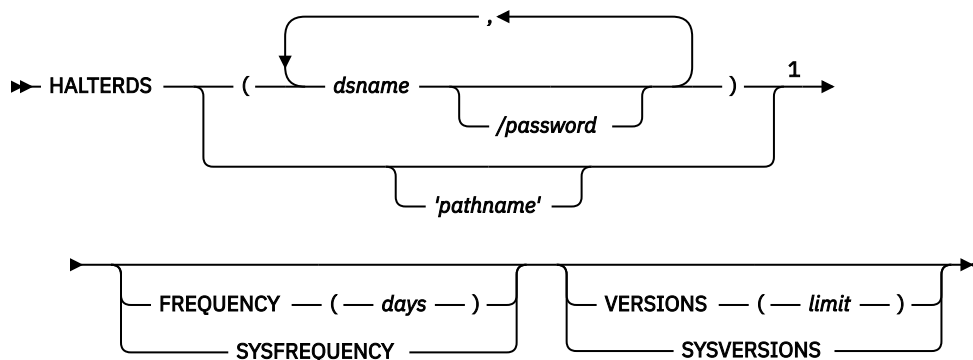 ,
1
HALTERDS ( dsname )
/password
'pathname'
FREQUENCY ( days ) VERSIONS ( limit )
SYSFREQUENCY SYSVERSIONS